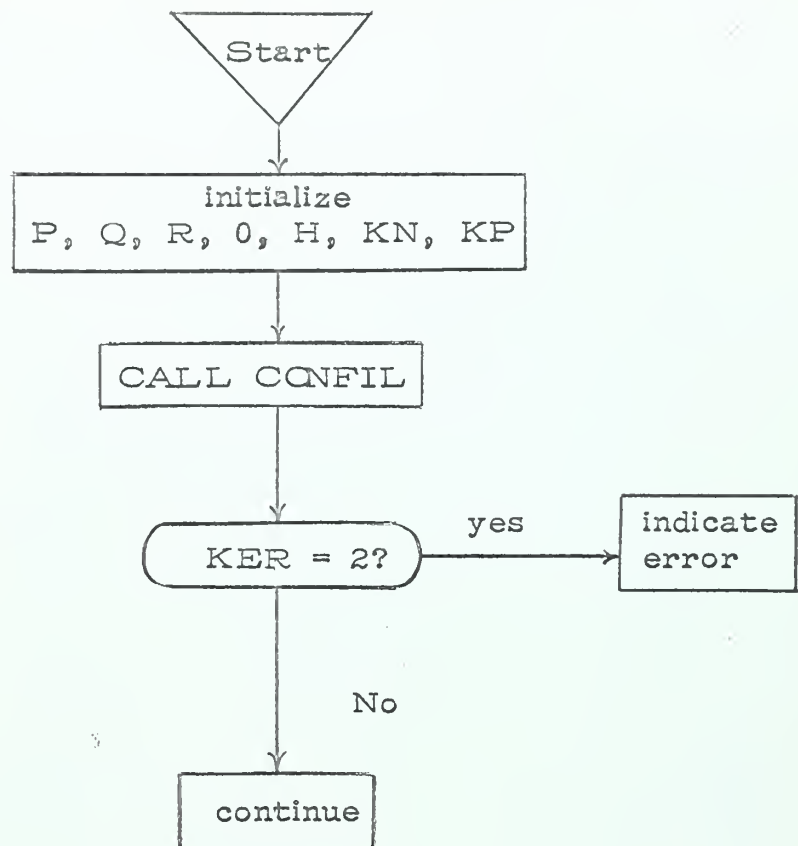 Start
initialize
P, Q, R, 0, H, KN, KP
CALL CONFIL
KER = 2?
yes
indicate
error
No
continue